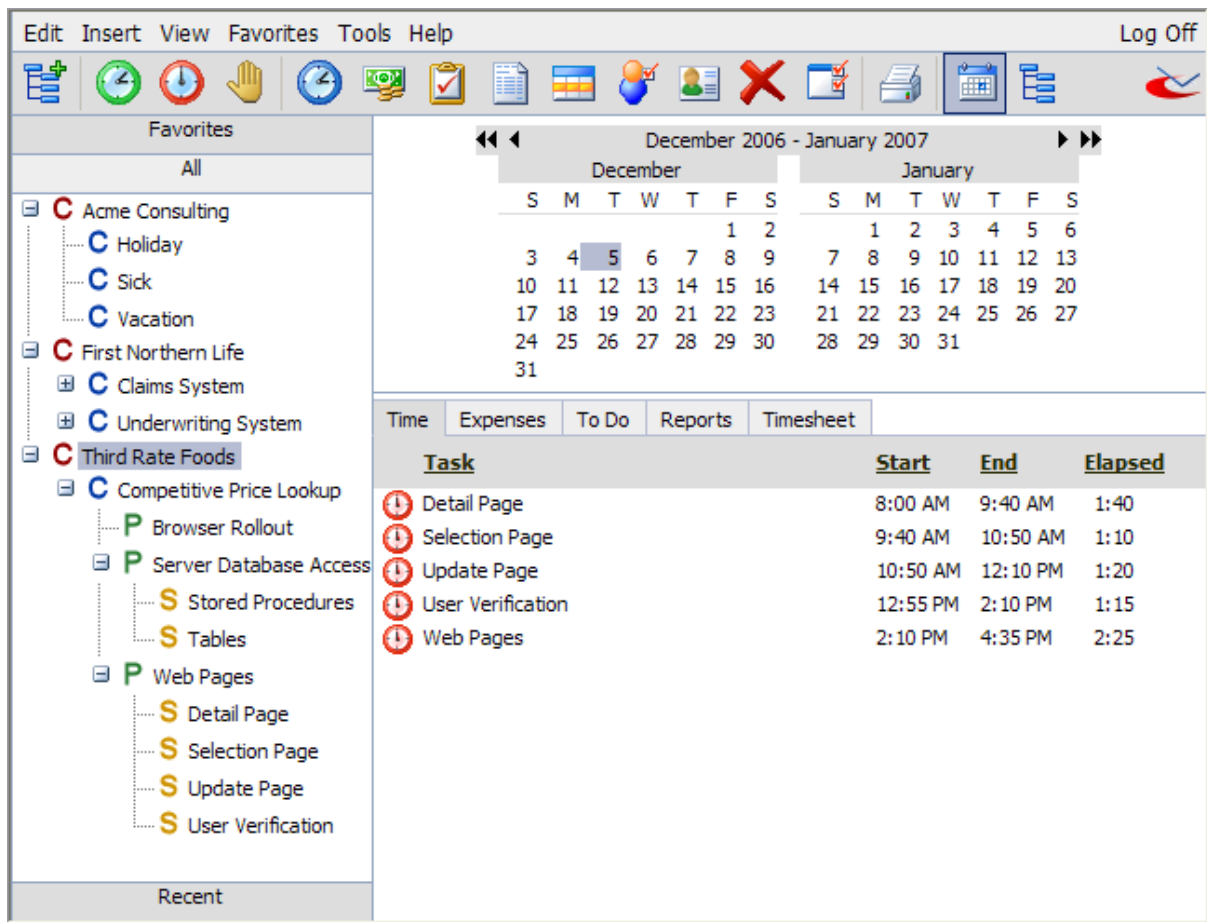 Edit Insert View Favorites Tools Help Log Off
Favorites
All
C Acme Consulting
C Holiday
C Sick
C Vacation
C First Northern Life
C Claims System
C Underwriting System
C Third Rate Foods
C Competitive Price Lookup
P Browser Rollout
P Server Database Access
S Stored Procedures
S Tables
P Web Pages
S Detail Page
S Selection Page
S Update Page
S User Verification
Recent
December 2006 - January 2007
December January
S M T W T F S S M T W T F S
1 2 1 2 3 4 5 6
3 4 5 6 7 8 9 7 8 9 10 11 12 13
10 11 12 13 14 15 16 14 15 16 17 18 19 20
17 18 19 20 21 22 23 21 22 23 24 25 26 27
24 25 26 27 28 29 30 28 29 30 31
31
Time Expenses To Do Reports Timesheet
Task Start End Elapsed
Detail Page 8:00 AM 9:40 AM 1:40
Selection Page 9:40 AM 10:50 AM 1:10
Update Page 10:50 AM 12:10 PM 1:20
User Verification 12:55 PM 2:10 PM 1:15
Web Pages 2:10 PM 4:35 PM 2:25